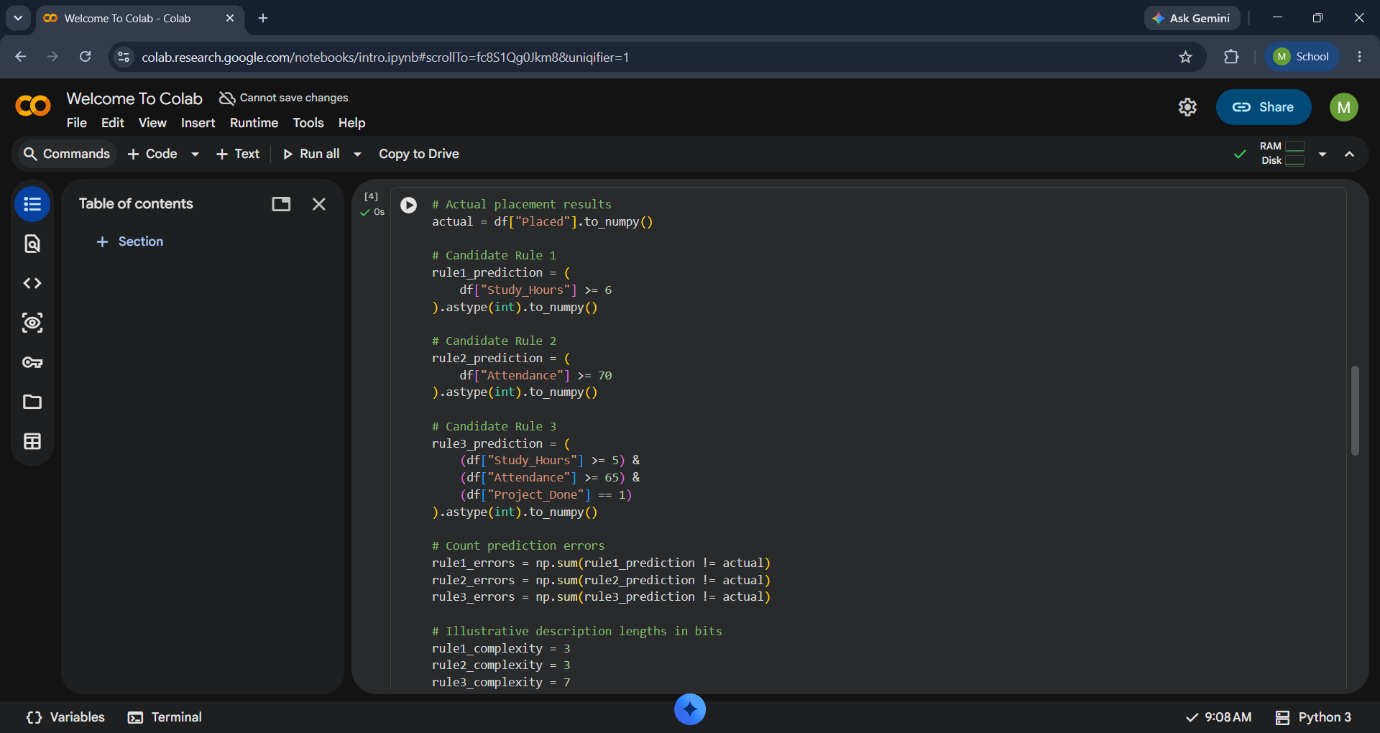 Welcome To Colab - Colab
Ask Gemini
colab.research.google.com/notebooks/intro.ipynb#scrollTo=fc8S1Qg0Jkm8&uniqifier=1
M School
Welcome To Colab
Cannot save changes
File Edit View Insert Runtime Tools Help
Share
M
Commands + Code + Text Run all Copy to Drive
RAM
Disk
Table of contents
+ Section
[4]
0s
# Actual placement results
actual = df["Placed"].to_numpy()
# Candidate Rule 1
rule1_prediction = (
    df["Study_Hours"] >= 6
).astype(int).to_numpy()
# Candidate Rule 2
rule2_prediction = (
    df["Attendance"] >= 70
).astype(int).to_numpy()
# Candidate Rule 3
rule3_prediction = (
    (df["Study_Hours"] >= 5) &
    (df["Attendance"] >= 65) &
    (df["Project_Done"] == 1)
).astype(int).to_numpy()
# Count prediction errors
rule1_errors = np.sum(rule1_prediction != actual)
rule2_errors = np.sum(rule2_prediction != actual)
rule3_errors = np.sum(rule3_prediction != actual)
# Illustrative description lengths in bits
rule1_complexity = 3
rule2_complexity = 3
rule3_complexity = 7
Variables
Terminal
9:08 AM
Python 3